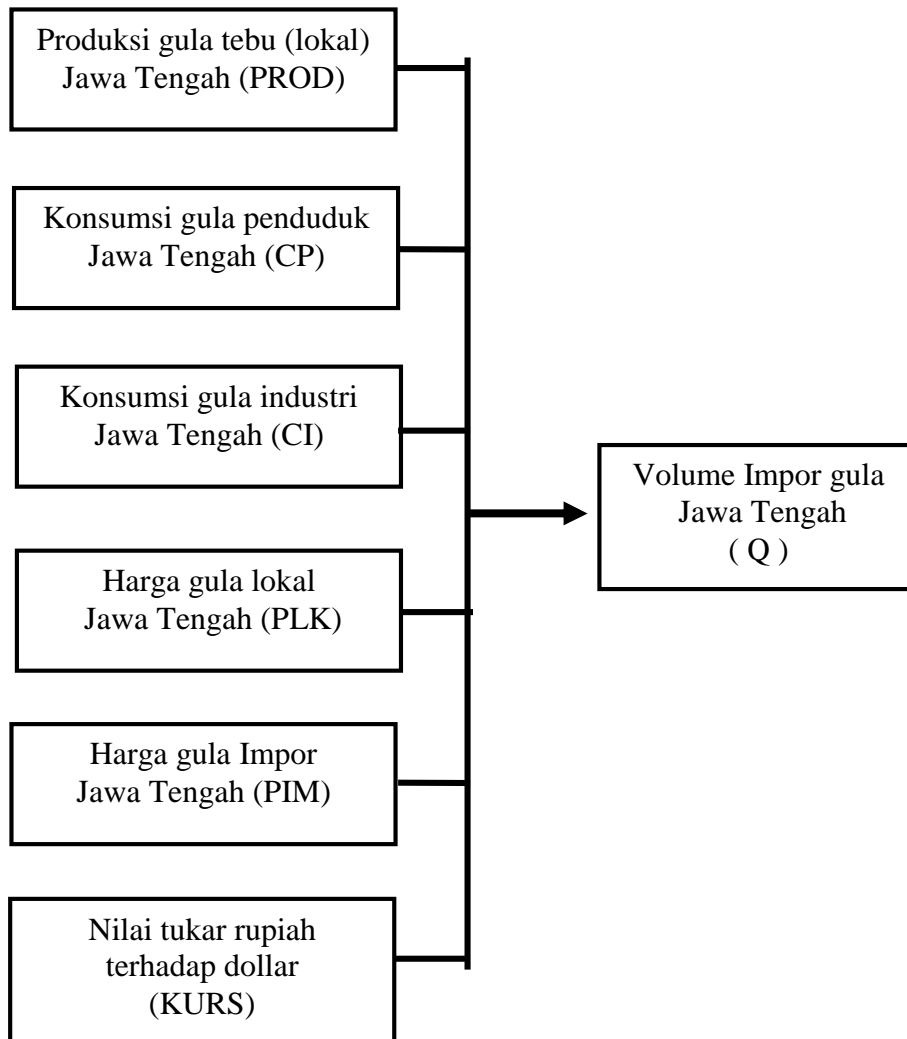 Produksi gula tebu (lokal)
Jawa Tengah (PROD)
Konsumsi gula penduduk
Jawa Tengah (CP)
Konsumsi gula industri
Jawa Tengah (CI)
Harga gula lokal
Jawa Tengah (PLK)
Harga gula Impor
Jawa Tengah (PIM)
Nilai tukar rupiah
terhadap dollar
(KURS)
Volume Impor gula
Jawa Tengah
( Q )